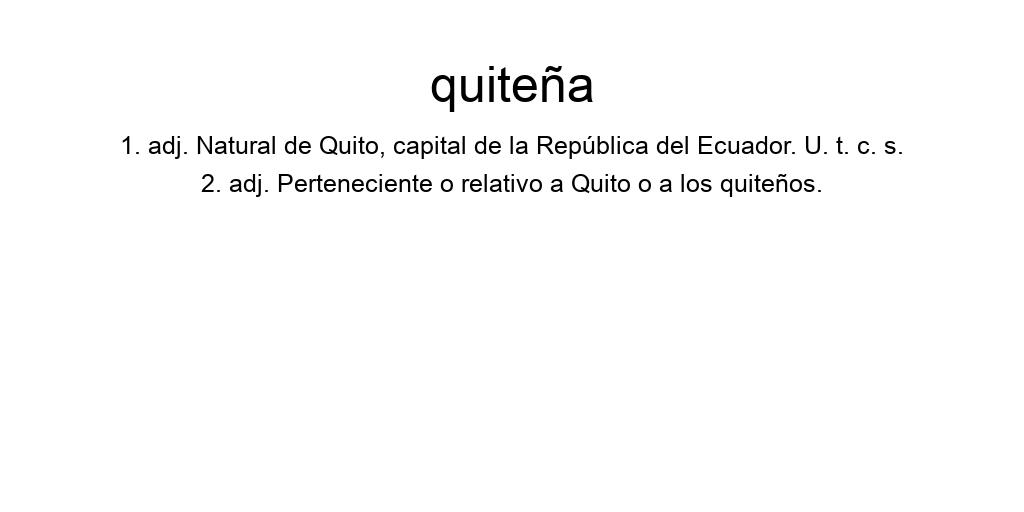 quiteña
1. adj. Natural de Quito, capital de la República del Ecuador. U. t. c. s.
2. adj. Perteneciente o relativo a Quito o a los quiteños.